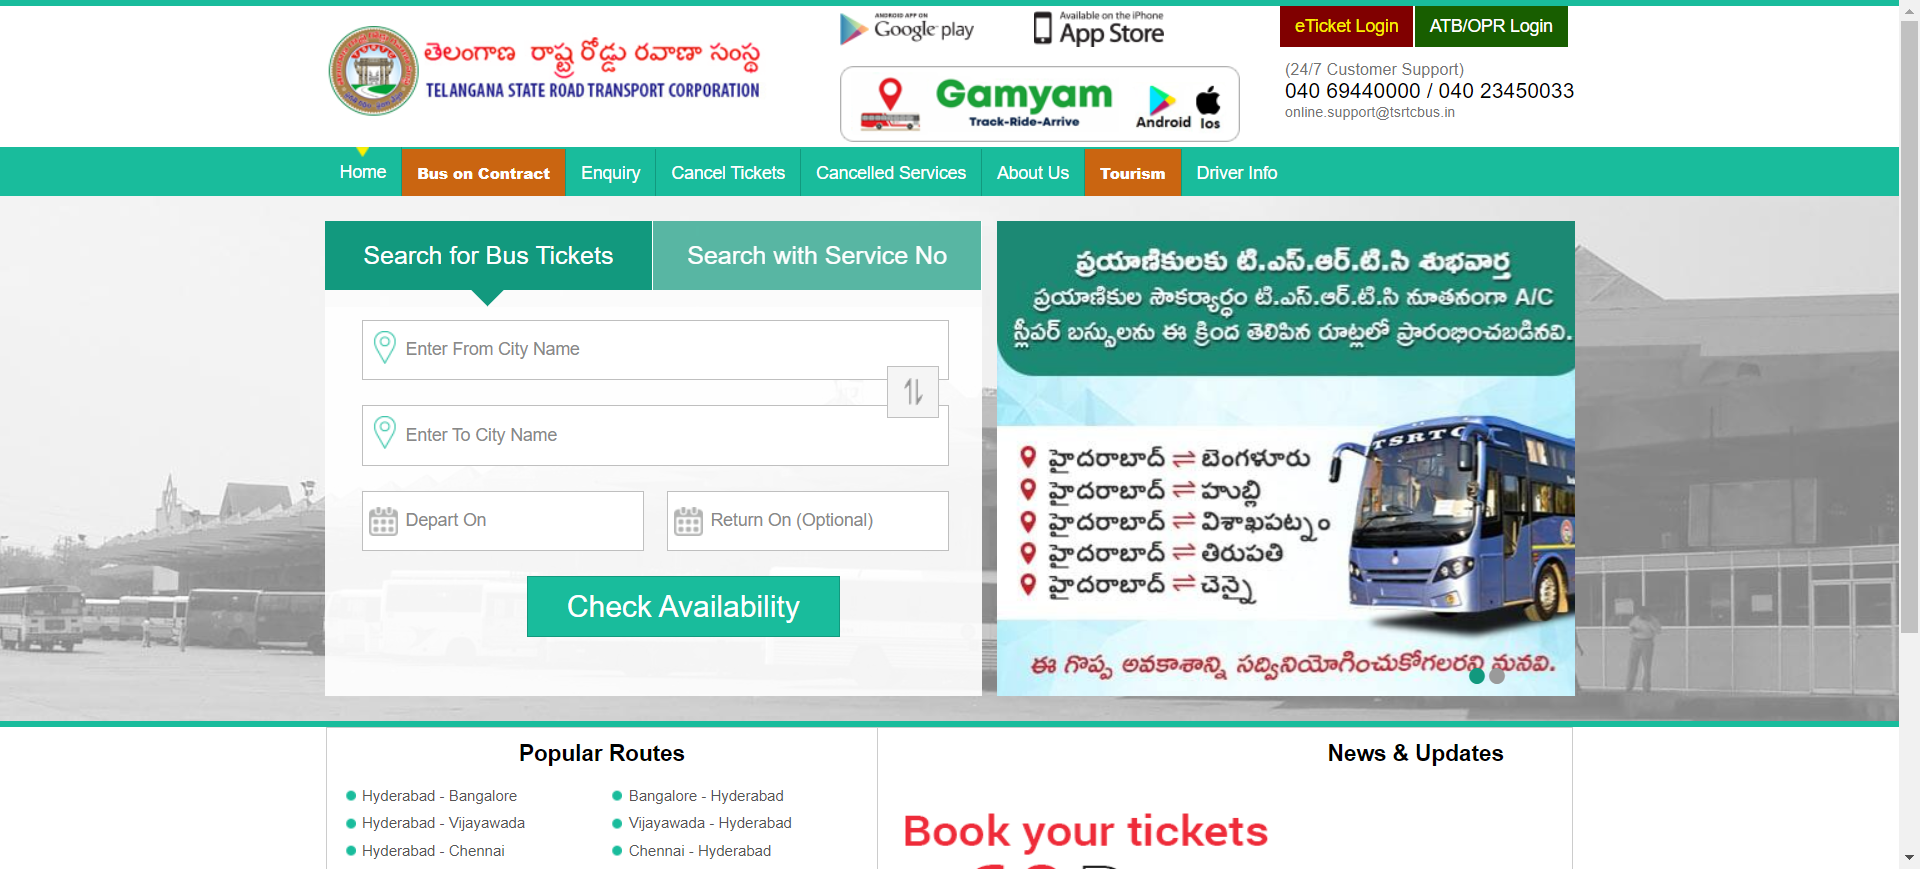 తెలంగాణ రాష్ట్ర రోడ్డు రవాణా సంస్థ
TELANGANA STATE ROAD TRANSPORT CORPORATION
ANDROID APP ON
Google play
Available on the iPhone
App Store
Gamyam
Track-Ride-Arrive
Android Ios
eTicket Login ATB/OPR Login
(24/7 Customer Support)
040 69440000 / 040 23450033
online.support@tsrtcbus.in
Home Bus on Contract Enquiry Cancel Tickets Cancelled Services About Us Tourism Driver Info
Search for Bus Tickets Search with Service No
Enter From City Name
Enter To City Name
Depart On Return On (Optional)
Check Availability
ప్రయాణికులకు టి.ఎస్.ఆర్.టి.సి శుభవార్త
ప్రయాణికుల సౌకర్యార్థం టి.ఎస్.ఆర్.టి.సి నూతనంగా A/C
స్లీపర్ బస్సులను ఈ క్రింద తెలిపిన రూట్లలో ప్రారంభించబడినవి.
హైదరాబాద్ ⇌ బెంగళూరు
హైదరాబాద్ ⇌ హుబ్లి
హైదరాబాద్ ⇌ విశాఖపట్నం
హైదరాబాద్ ⇌ తిరుపతి
హైదరాబాద్ ⇌ చెన్నై
TSRTC
ఈ గొప్ప అవకాశాన్ని సద్వినియోగించుకోగలరని మనవి.
Popular Routes
Hyderabad - Bangalore Bangalore - Hyderabad
Hyderabad - Vijayawada Vijayawada - Hyderabad
Hyderabad - Chennai Chennai - Hyderabad
News & Updates
Book your tickets